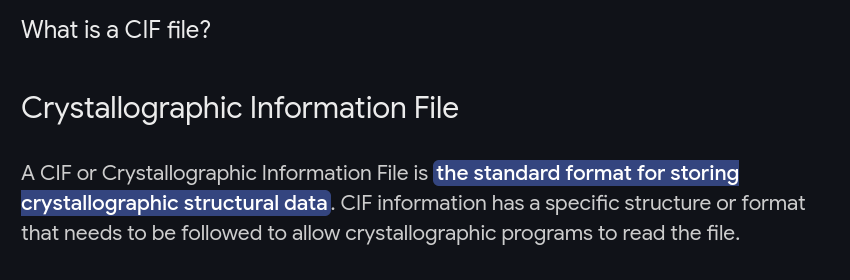 What is a CIF file?
Crystallographic Information File
A CIF or Crystallographic Information File is the standard format for storing
crystallographic structural data. CIF information has a specific structure or format
that needs to be followed to allow crystallographic programs to read the file.